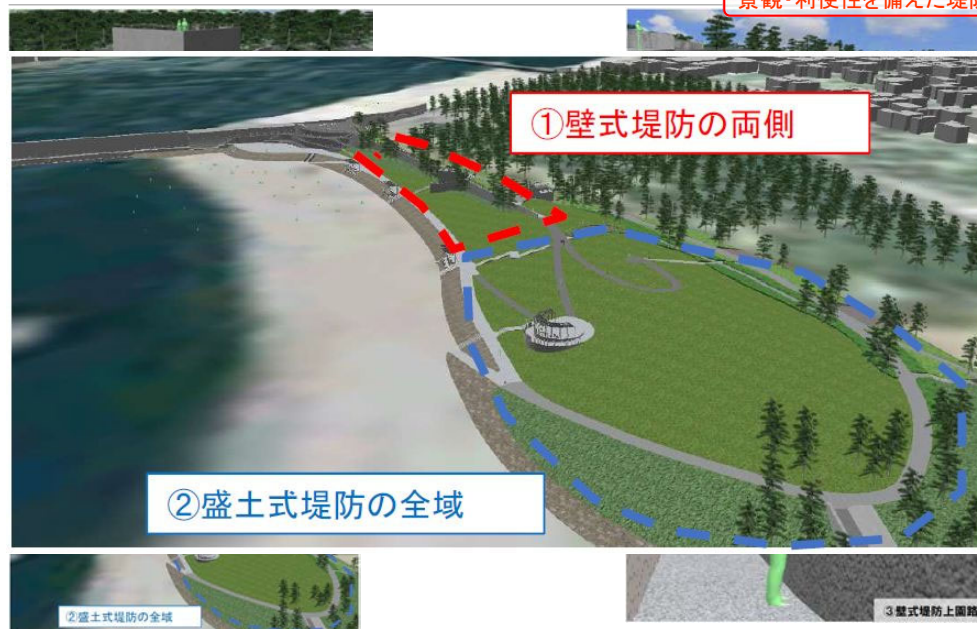 景観・利便性を備えた堤防
①壁式堤防の両側
②盛土式堤防の全域
②盛土式堤防の全域
③壁式堤防上園路